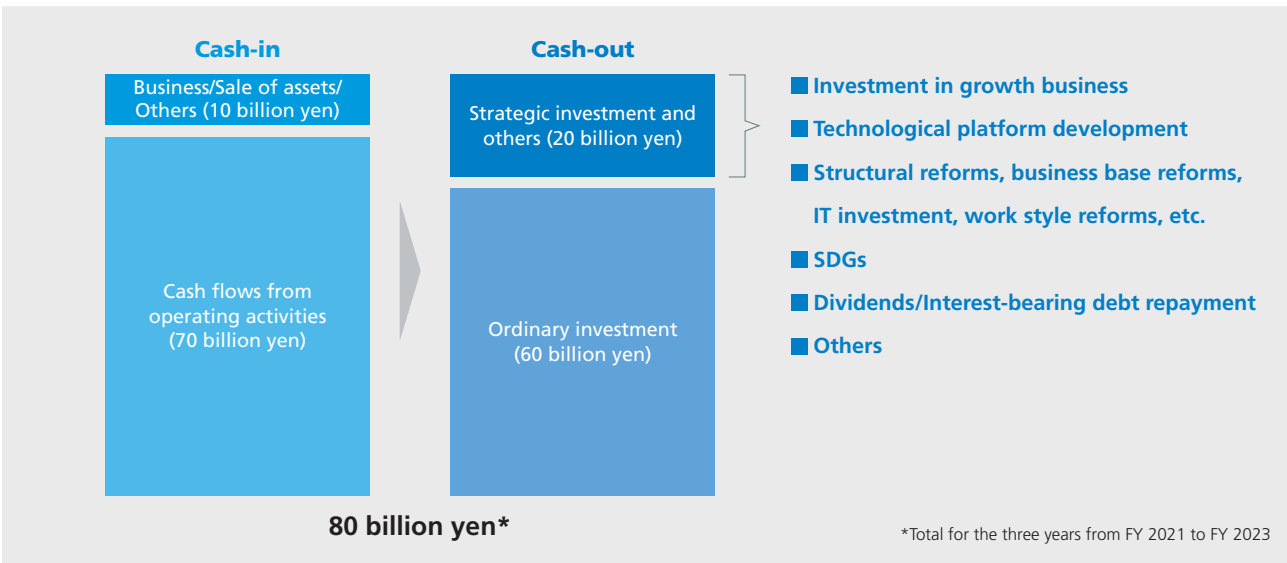 Cash-in
Business/Sale of assets/
Others (10 billion yen)
Cash flows from
operating activities
(70 billion yen)
Cash-out
Strategic investment and
others (20 billion yen)
Ordinary investment
(60 billion yen)
Investment in growth business
Technological platform development
Structural reforms, business base reforms,
IT investment, work style reforms, etc.
SDGs
Dividends/Interest-bearing debt repayment
Others
80 billion yen*
*Total for the three years from FY 2021 to FY 2023